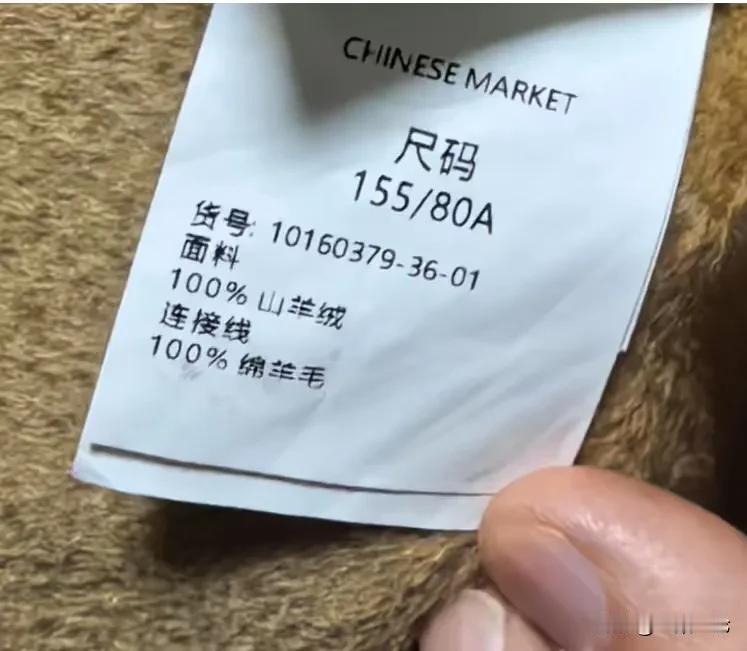 CHINESE MARKET
尺码
155/80A
货号: 10160379-36-01
面料
100% 山羊绒
连接线
100% 绵羊毛